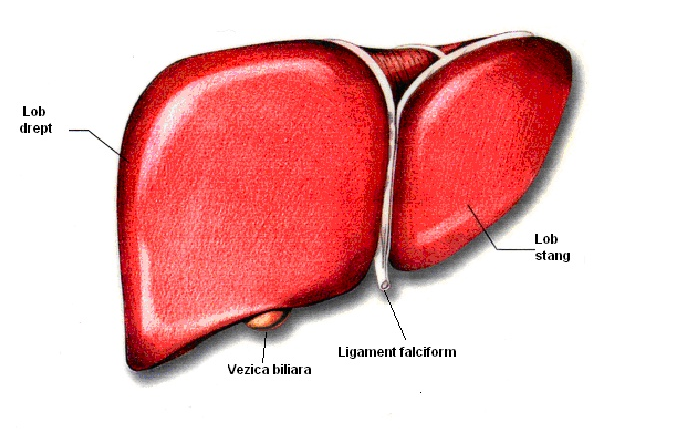 Lob
drept
Lob
stang
Ligament falciform
Vezica biliara